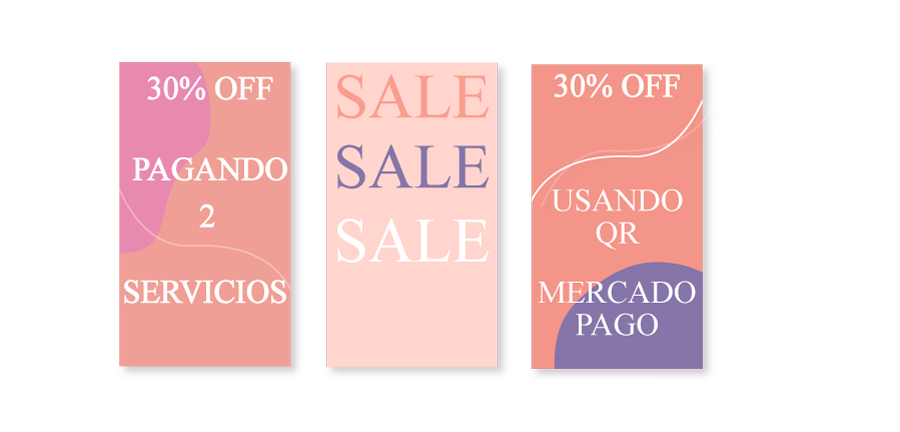 30% OFF
PAGANDO
2
SERVICIOS
SALE
SALE
SALE
30% OFF
USANDO
QR
MERCADO
PAGO